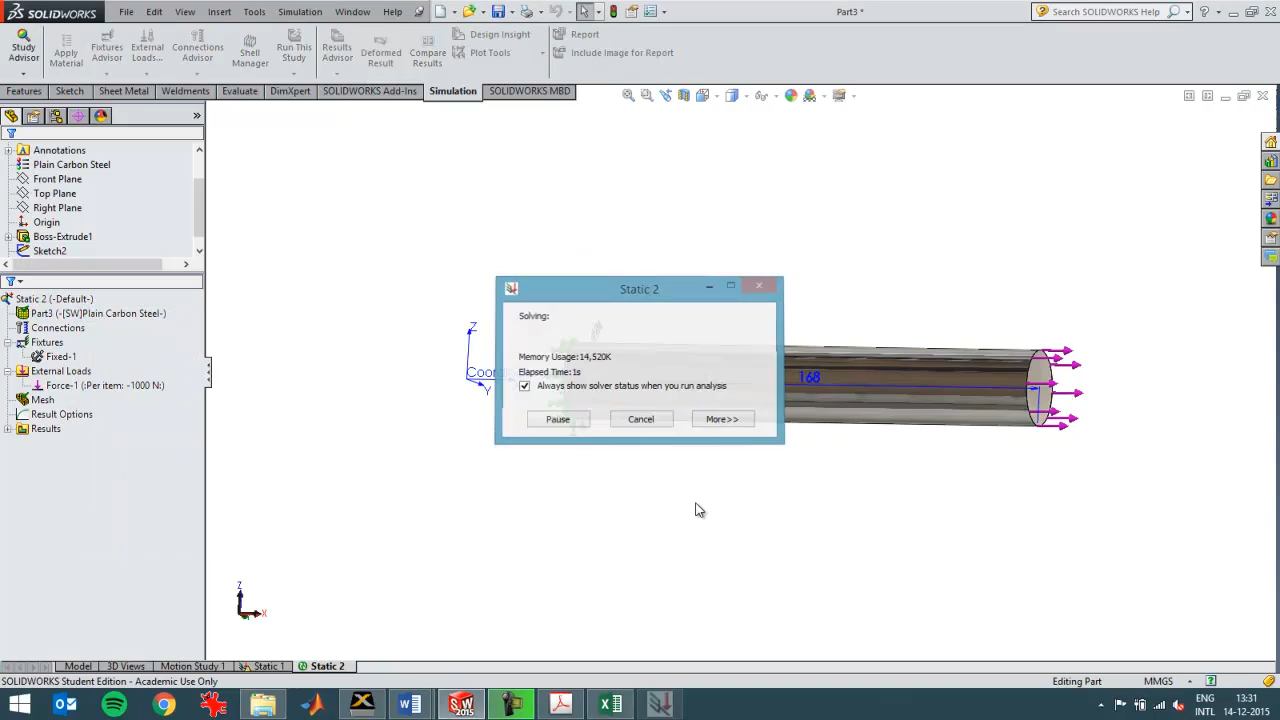 SOLIDWORKS File Edit View Insert Tools Simulation Window Help Part3 * Search SOLIDWORKS Help
Study Advisor Apply Material Fixtures Advisor External Loads... Connections Advisor Shell Manager Run This Study Results Advisor Deformed Result Compare Results Design Insight Plot Tools Report Include Image for Report
Features Sketch Sheet Metal Weldments Evaluate DimXpert SOLIDWORKS Add-Ins Simulation SOLIDWORKS MBD
Annotations
Plain Carbon Steel
Front Plane
Top Plane
Right Plane
Origin
Boss-Extrude1
Sketch2
Static 2 (-Default-)
Part3 (-[SW]Plain Carbon Steel-)
Connections
Fixtures
Fixed-1
External Loads
Force-1 (:Per item: -1000 N:)
Mesh
Result Options
Results
Static 2
Solving:
Memory Usage:14,520K
Elapsed Time:1s
Always show solver status when you run analysis
Pause Cancel More>>
Z
Y
168
Z
X
Model 3D Views Motion Study 1 Static 1 Static 2
SOLIDWORKS Student Edition - Academic Use Only Editing Part MMGS
ENG 13:31
INTL 14-12-2015